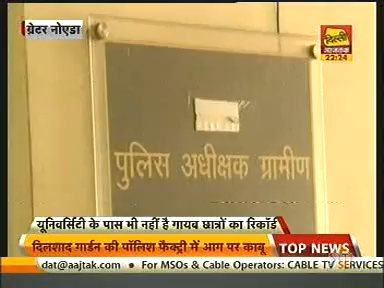 ग्रेटर नोएडा
दिल्ली
आजतक
22:24
पुलिस अधीक्षक ग्रामीण
यूनिवर्सिटी के पास भी नहीं है गायब छात्रों का रिकॉर्ड
दिलशाद गार्डन की पॉलिश फैक्ट्री में आग पर काबू
TOP NEWS
dat@aajtak.com • For MSOs & Cable Operators: CABLE TV SERVICES